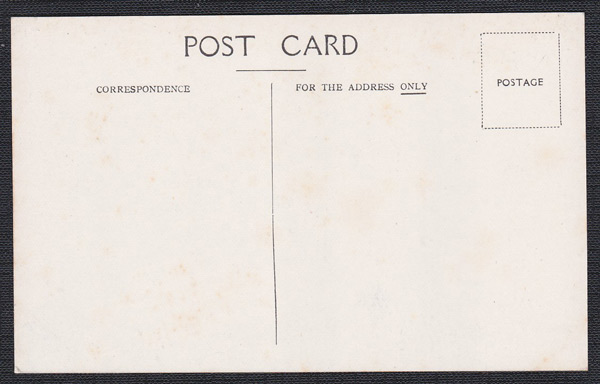 POST CARD
CORRESPONDENCE
FOR THE ADDRESS ONLY
POSTAGE